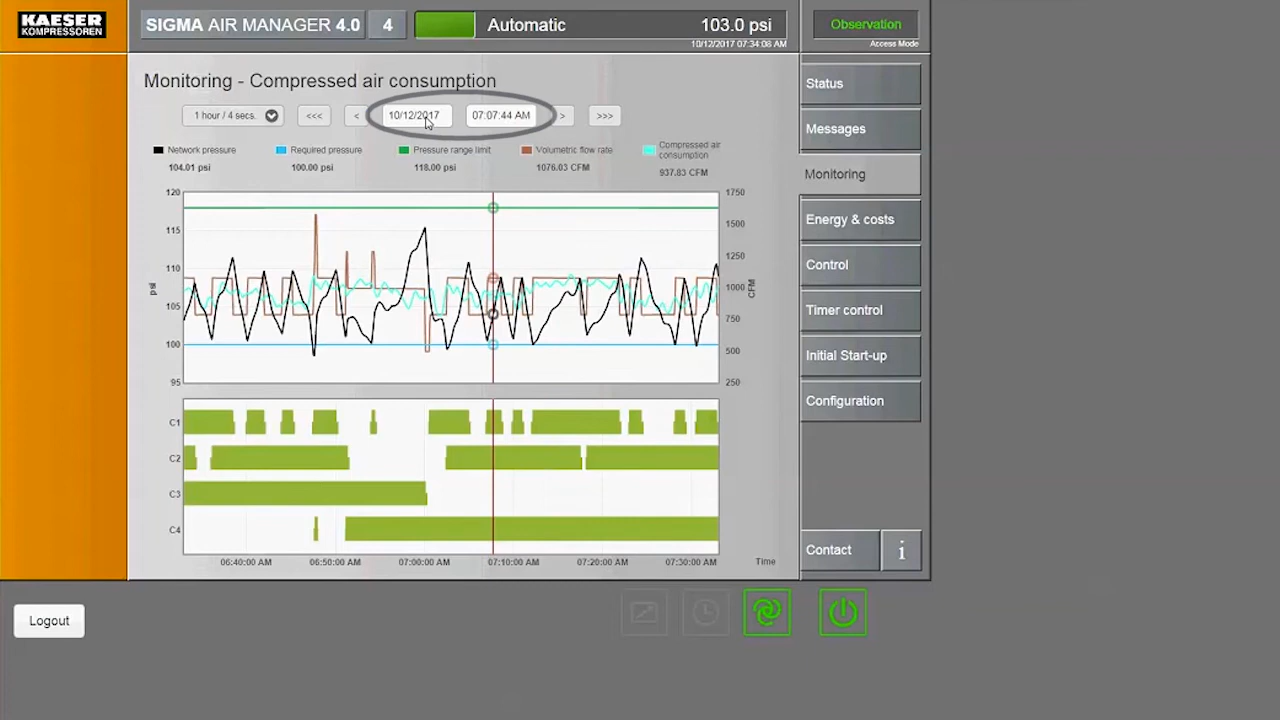 KAESER
KOMPRESSOREN
SIGMA AIR MANAGER 4.0
4
Automatic
103.0 psi
10/12/2017 07:34:08 AM
Observation
Access Mode
Monitoring - Compressed air consumption
1 hour / 4 secs.
<<<
<
10/12/2017
07:07:44 AM
>
>>>
Network pressure
104.01 psi
Required pressure
100.00 psi
Pressure range limit
118.00 psi
Volumetric flow rate
1076.03 CFM
Compressed air
consumption
937.83 CFM
120
115
110
105
100
95
psi
1750
1500
1250
1000
750
500
250
CFM
C1
C2
C3
C4
06:40:00 AM
06:50:00 AM
07:00:00 AM
07:10:00 AM
07:20:00 AM
07:30:00 AM
Time
Status
Messages
Monitoring
Energy & costs
Control
Timer control
Initial Start-up
Configuration
Contact
i
Logout